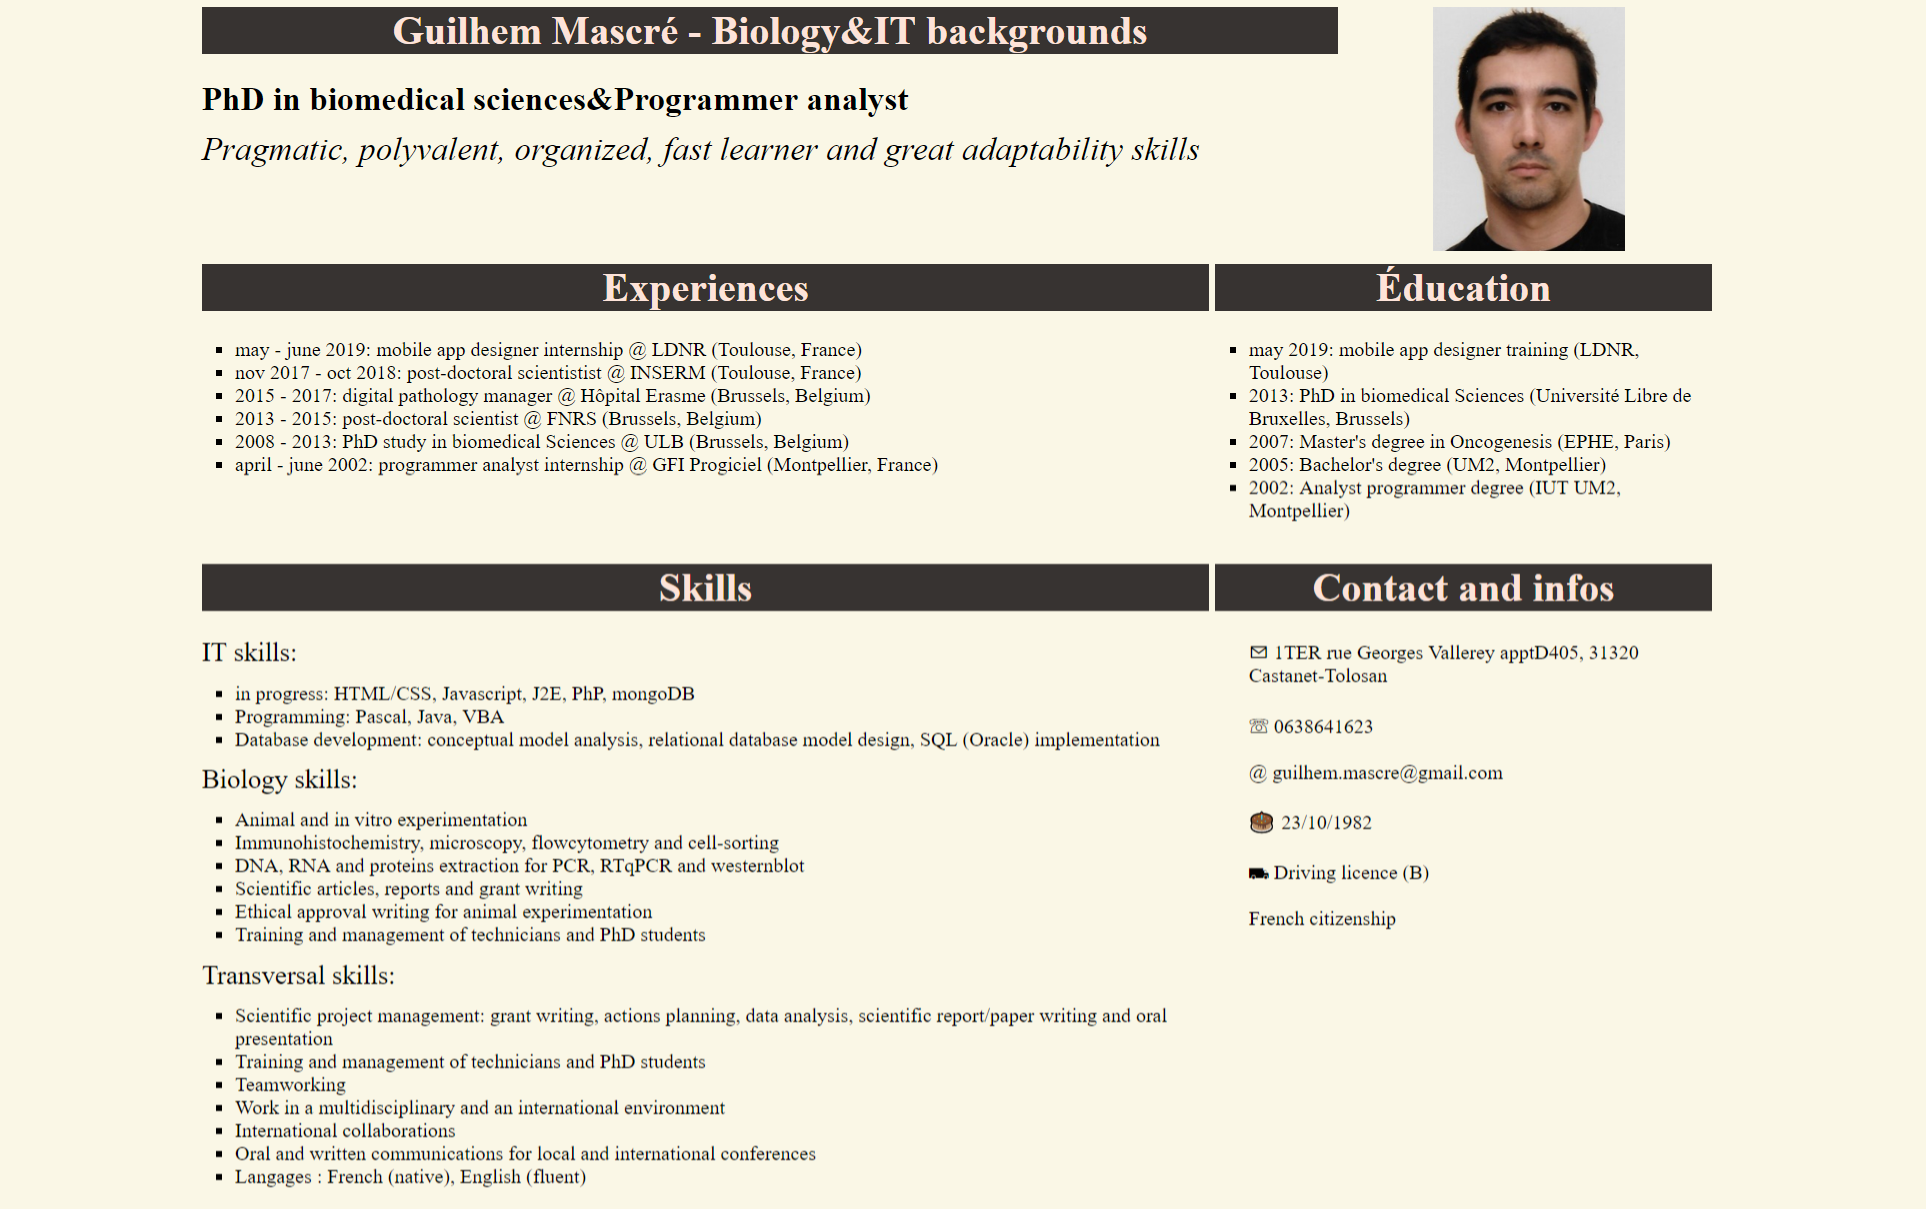 Guilhem Mascré - Biology&IT backgrounds
PhD in biomedical sciences&Programmer analyst
Pragmatic, polyvalent, organized, fast learner and great adaptability skills
Experiences
may - june 2019: mobile app designer internship @ LDNR (Toulouse, France)
nov 2017 - oct 2018: post-doctoral scientistist @ INSERM (Toulouse, France)
2015 - 2017: digital pathology manager @ Hôpital Erasme (Brussels, Belgium)
2013 - 2015: post-doctoral scientist @ FNRS (Brussels, Belgium)
2008 - 2013: PhD study in biomedical Sciences @ ULB (Brussels, Belgium)
april - june 2002: programmer analyst internship @ GFI Progiciel (Montpellier, France)
Éducation
may 2019: mobile app designer training (LDNR,
Toulouse)
2013: PhD in biomedical Sciences (Université Libre de
Bruxelles, Brussels)
2007: Master's degree in Oncogenesis (EPHE, Paris)
2005: Bachelor's degree (UM2, Montpellier)
2002: Analyst programmer degree (IUT UM2,
Montpellier)
Skills
IT skills:
in progress: HTML/CSS, Javascript, J2E, PhP, mongoDB
Programming: Pascal, Java, VBA
Database development: conceptual model analysis, relational database model design, SQL (Oracle) implementation
Biology skills:
Animal and in vitro experimentation
Immunohistochemistry, microscopy, flowcytometry and cell-sorting
DNA, RNA and proteins extraction for PCR, RTqPCR and westernblot
Scientific articles, reports and grant writing
Ethical approval writing for animal experimentation
Training and management of technicians and PhD students
Transversal skills:
Scientific project management: grant writing, actions planning, data analysis, scientific report/paper writing and oral
presentation
Training and management of technicians and PhD students
Teamworking
Work in a multidisciplinary and an international environment
International collaborations
Oral and written communications for local and international conferences
Langages : French (native), English (fluent)
Contact and infos
1TER rue Georges Vallerey apptD405, 31320
Castanet-Tolosan
0638641623
@ guilhem.mascre@gmail.com
23/10/1982
Driving licence (B)
French citizenship